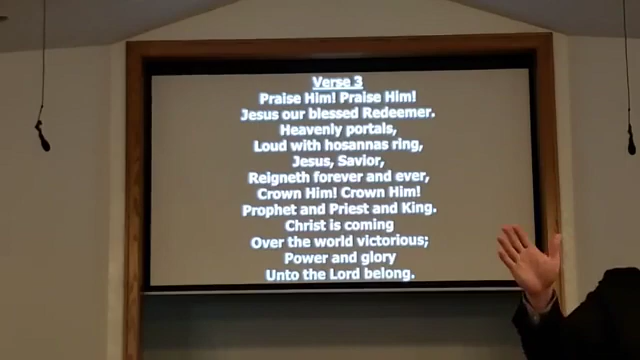 Verse 3
Praise Him! Praise Him!
Jesus our blessed Redeemer.
Heavenly portals,
Loud with hosannas ring,
Jesus, Savior,
Reigneth forever and ever,
Crown Him! Crown Him!
Prophet and Priest and King.
Christ is coming
Over the world victorious;
Power and glory
Unto the Lord belong.